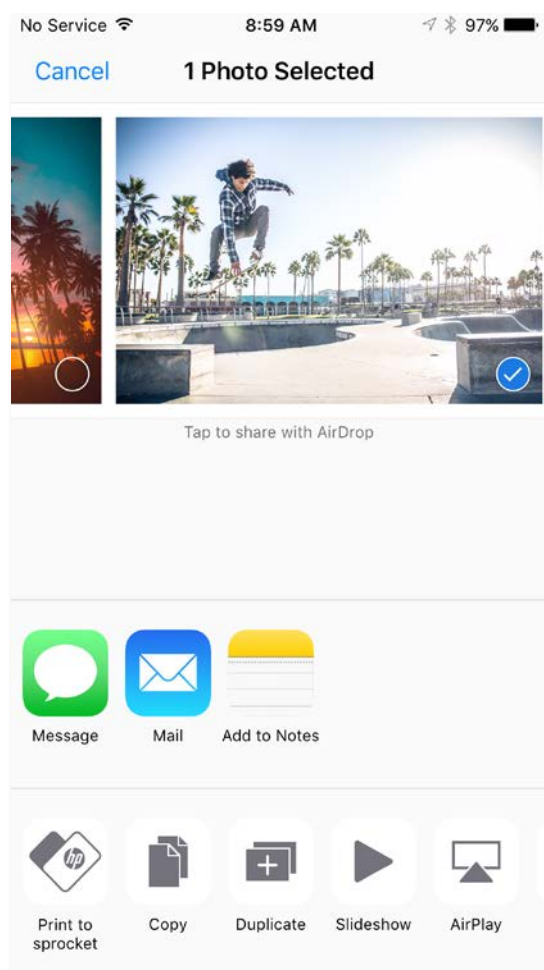 No Service 8:59 AM 97%
Cancel 1 Photo Selected
Tap to share with AirDrop
Message Mail Add to Notes
hp
Print to sprocket Copy Duplicate Slideshow AirPlay